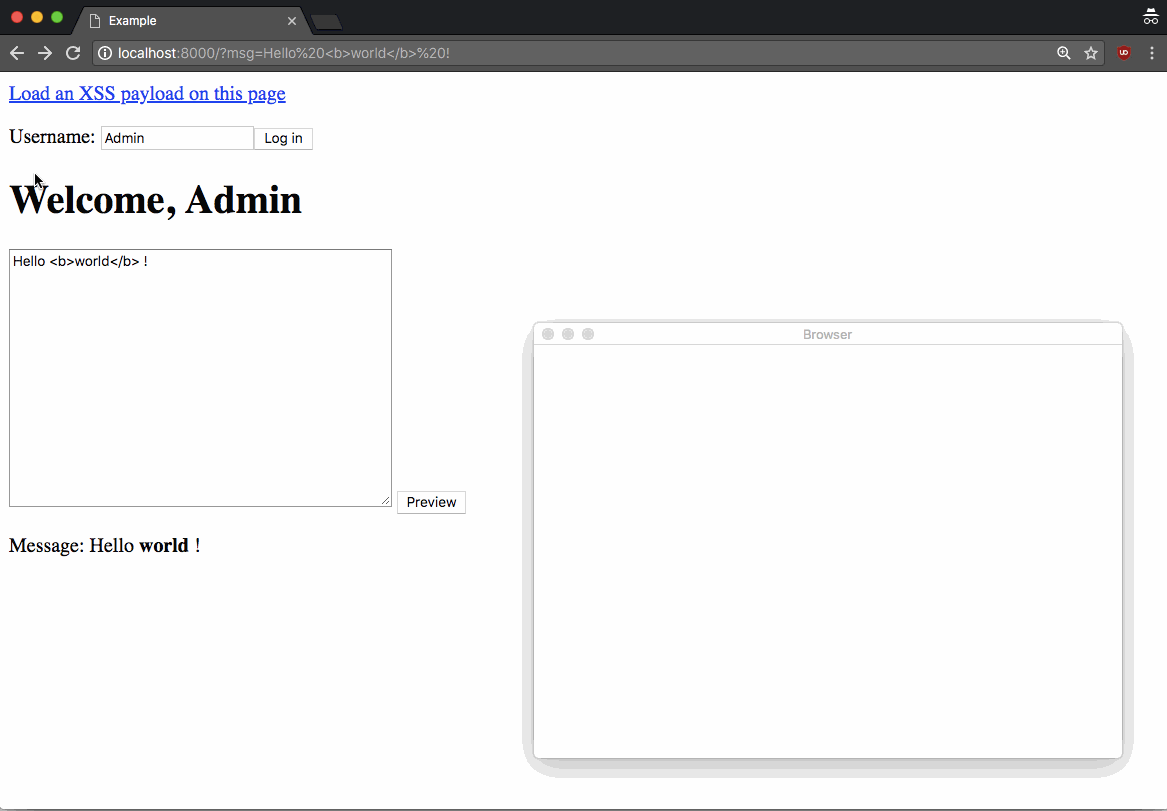 Example
localhost:8000/?msg=Hello%20<b>world</b>%20!
Load an XSS payload on this page
Username: Admin Log in
Welcome, Admin
Hello <b>world</b> !
Browser
Preview
Message: Hello world !